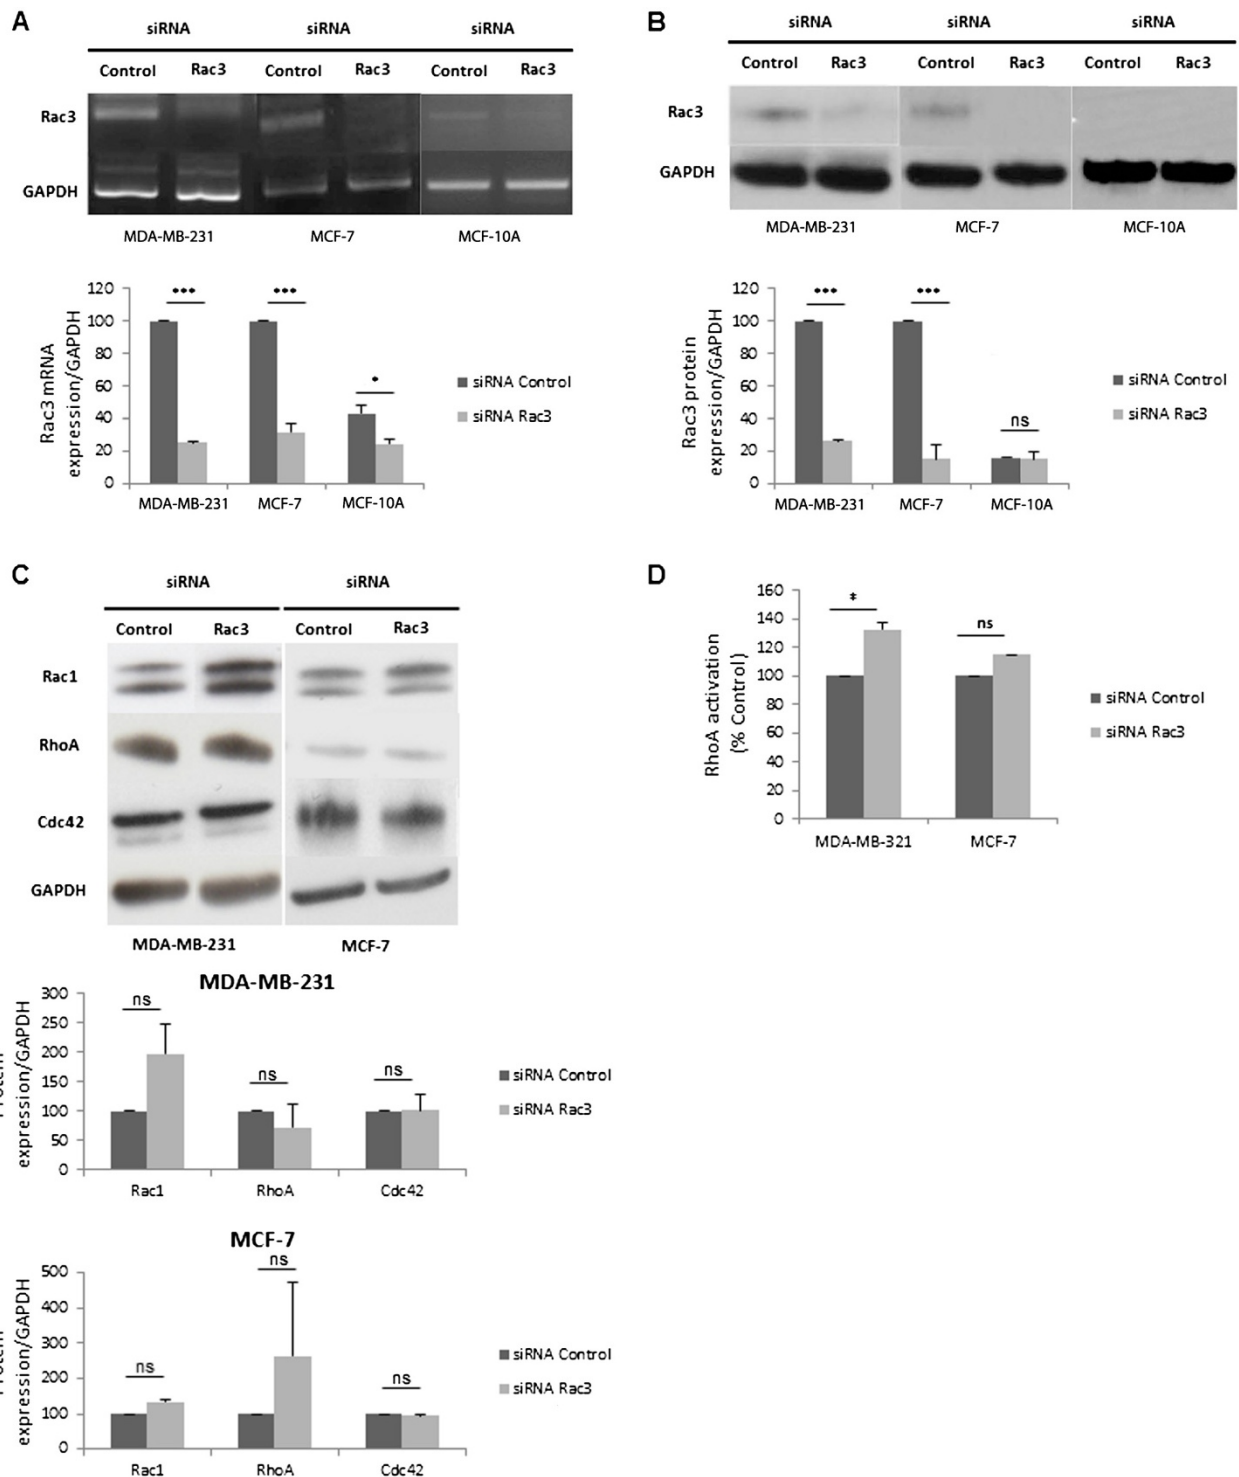 A
siRNA siRNA siRNA
Control Rac3 Control Rac3 Control Rac3
Rac3
GAPDH
MDA-MB-231 MCF-7 MCF-10A
Rac3 mRNA
expression/GAPDH
120
100
80
60
40
20
0
***
***
*
MDA-MB-231 MCF-7 MCF-10A
siRNA Control
siRNA Rac3
B
siRNA siRNA siRNA
Control Rac3 Control Rac3 Control Rac3
Rac3
GAPDH
MDA-MB-231 MCF-7 MCF-10A
Rac3 protein
expression/GAPDH
120
100
80
60
40
20
0
***
***
ns
MDA-MB-231 MCF-7 MCF-10A
siRNA Control
siRNA Rac3
C
siRNA siRNA
Control Rac3 Control Rac3
Rac1
RhoA
Cdc42
GAPDH
MDA-MB-231 MCF-7
MDA-MB-231
expression/GAPDH
300
250
200
150
100
50
0
ns
ns
ns
Rac1 RhoA Cdc42
siRNA Control
siRNA Rac3
MCF-7
expression/GAPDH
500
400
300
200
100
0
ns
ns
ns
Rac1 RhoA Cdc42
siRNA Control
siRNA Rac3
D
RhoA activation
(% Control)
160
140
120
100
80
60
40
20
0
*
ns
MDA-MB-321 MCF-7
siRNA Control
siRNA Rac3